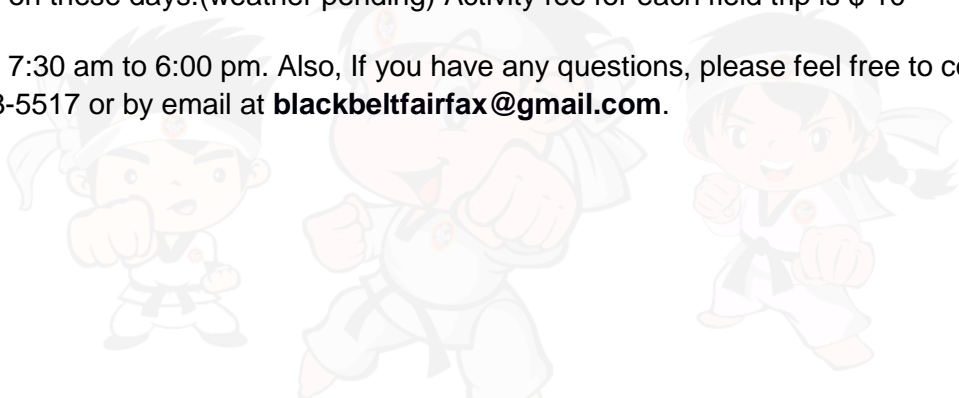 on these days.(weather pending) Activity fee for each field trip is $ 10
7:30 am to 6:00 pm. Also, If you have any questions, please feel free to
3-5517 or by email at blackbeltfairfax@gmail.com.